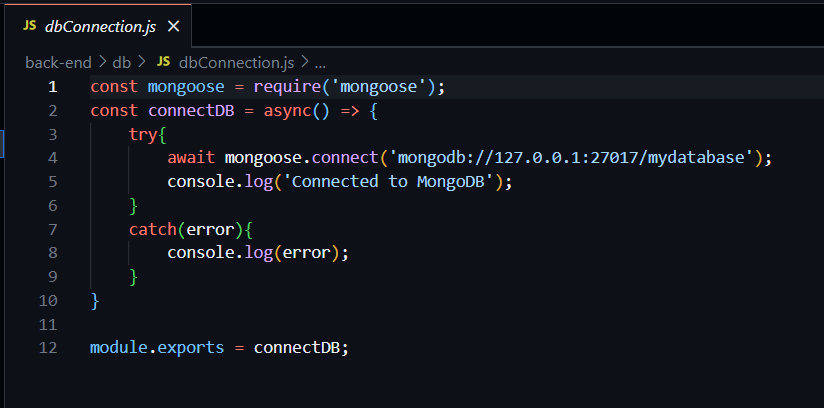 JS dbConnection.js ×
back-end > db > JS dbConnection.js > ...
1 const mongoose = require('mongoose');
2 const connectDB = async() => {
3 try{
4 await mongoose.connect('mongodb://127.0.0.1:27017/mydatabase');
5 console.log('Connected to MongoDB');
6 }
7 catch(error){
8 console.log(error);
9 }
10 }
11
12 module.exports = connectDB;